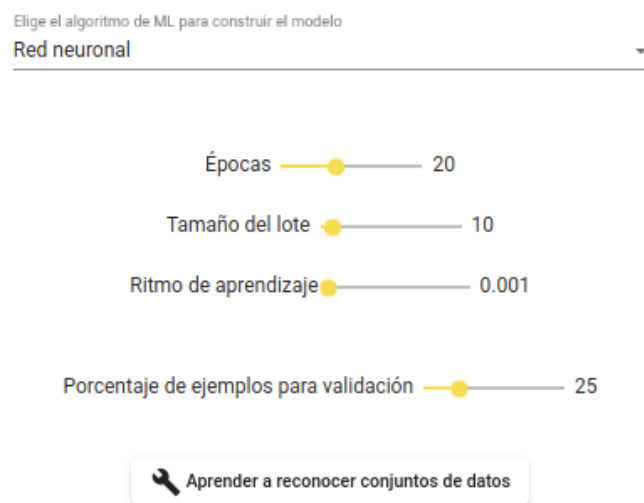 Elige el algoritmo de ML para construir el modelo
Red neuronal
Épocas 20
Tamaño del lote 10
Ritmo de aprendizaje 0.001
Porcentaje de ejemplos para validación 25
Aprender a reconocer conjuntos de datos